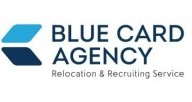 BLUE CARD
AGENCY
Relocation & Recruiting Service